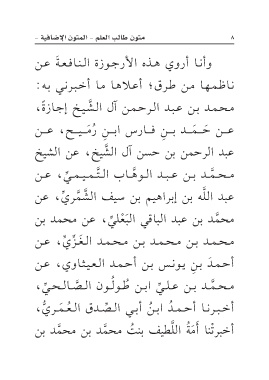 ٨ متون طالب العلم - المتون الإضافية -
وأنا أروي هذه الأرجوزة النافعةَ عن
ناظمها من طرق؛ أعلاها ما أخبرني به:
محمد بن عبد الرحمن آل الشَّيخ إجازةً،
عن حَمَد بنِ فارس ابنِ رُمَيح، عن
عبد الرحمن بن حسن آل الشَّيخ، عن الشيخ
محمَّد بن عبد الوهَّاب التَّميميِّ، عن
عبد اللَّه بن إبراهيم بن سيف الشَّمَّريِّ، عن
محمَّد بن عبد الباقي البَعْليِّ، عن محمد بن
محمد بن محمد بن محمد الغَزِّيِّ، عن
أحمدَ بنِ يونس بن أحمد العيثاوي، عن
محمَّد بن عليِّ ابن طُولُون الصَّالحيِّ،
أخبرنا أحمدُ ابنُ أبي الصِّدق العُمَريُّ،
أخبرتْنا أَمَةُ اللَّطيف بنتُ محمَّد بن محمَّد بن